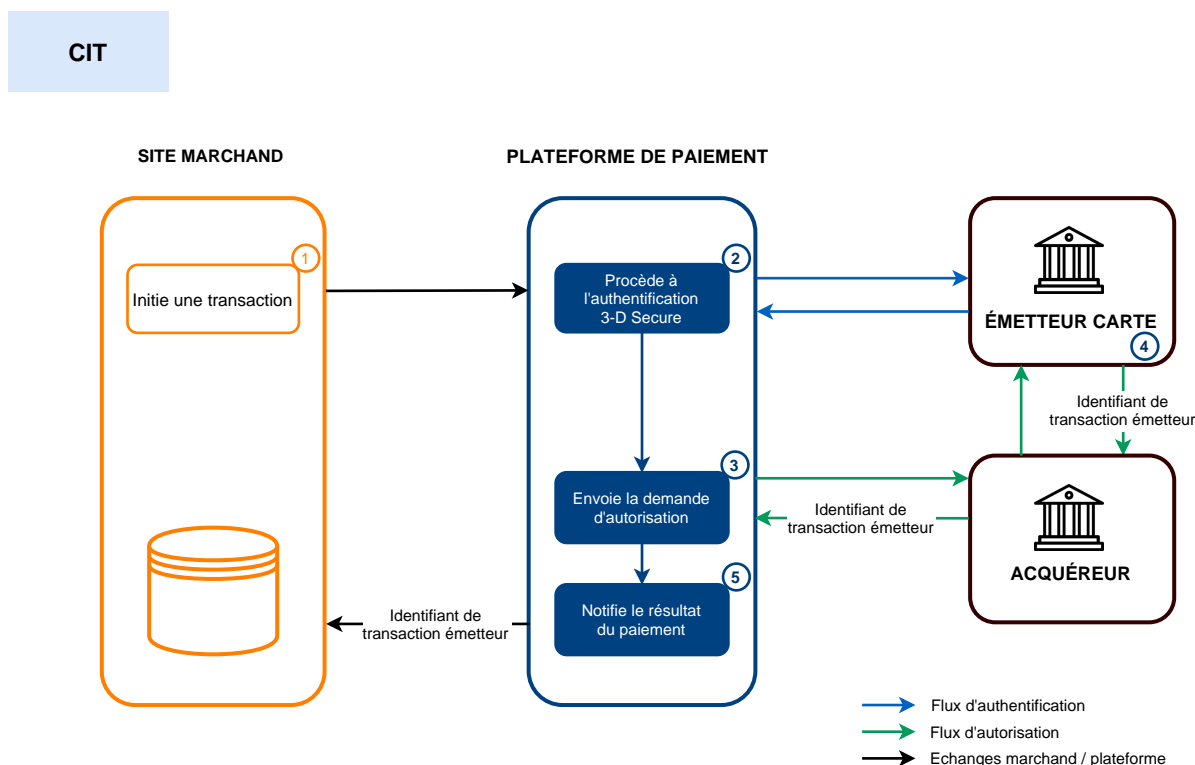 CIT
SITE MARCHAND
PLATEFORME DE PAIEMENT
1
Initie une transaction
2
Procède à
l'authentification
3-D Secure
ÉMETTEUR CARTE
4
Identifiant de
transaction émetteur
3
Envoie la demande
d'autorisation
Identifiant de
transaction émetteur
ACQUÉREUR
5
Notifie le résultat
du paiement
Identifiant de
transaction émetteur
Flux d'authentification
Flux d'autorisation
Echanges marchand / plateforme